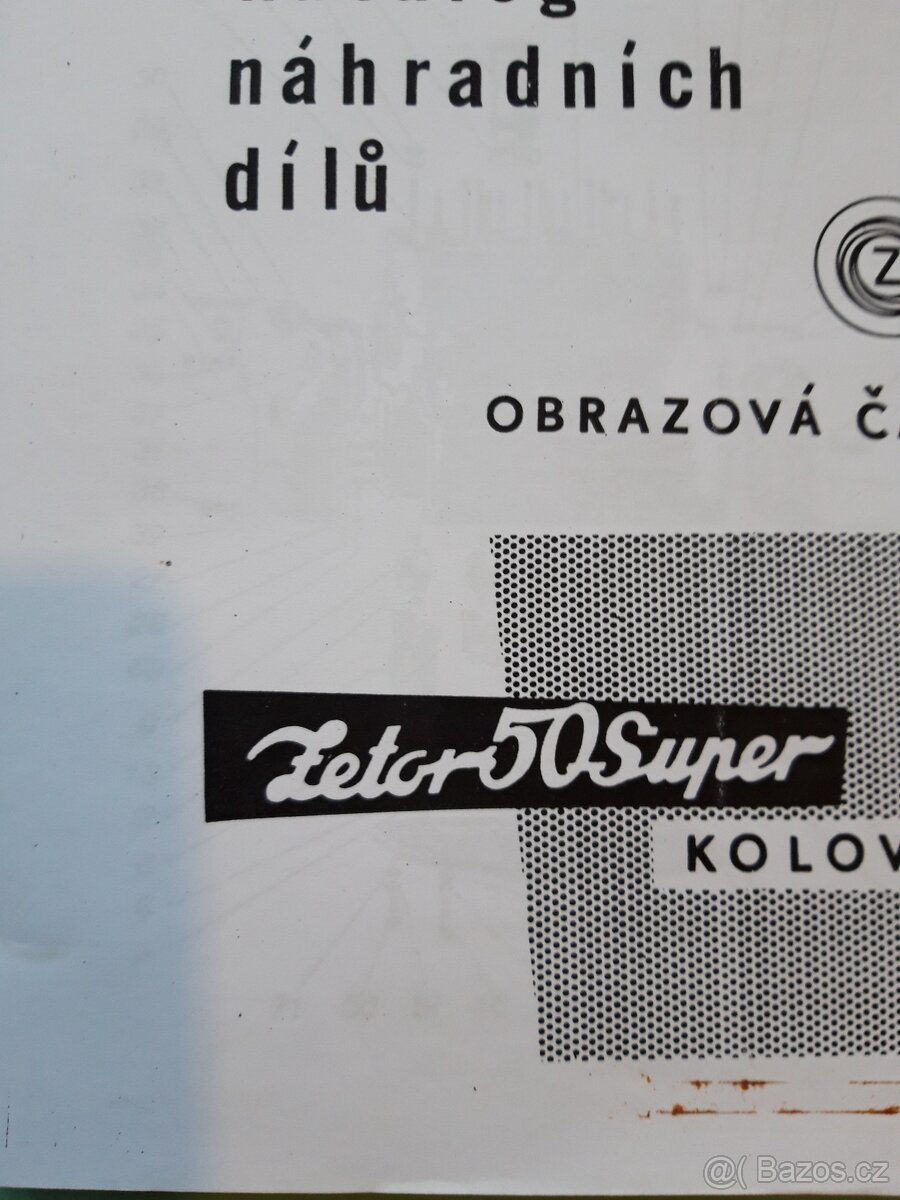 náhradních
dílů
Z
OBRAZOVÁ
Zetor 50 Super
KOLOV
@( Bazos.cz